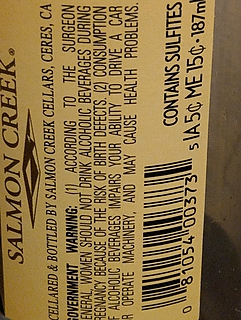 SALMON CREEK®
CELLARED & BOTTLED BY SALMON CREEK CELLARS, CERES, CA
GOVERNMENT WARNING: (1) ACCORDING TO THE SURGEON
GENERAL, WOMEN SHOULD NOT DRINK ALCOHOLIC BEVERAGES DURING
PREGNANCY BECAUSE OF THE RISK OF BIRTH DEFECTS. (2) CONSUMPTION
OF ALCOHOLIC BEVERAGES IMPAIRS YOUR ABILITY TO DRIVE A CAR
OR OPERATE MACHINERY, AND MAY CAUSE HEALTH PROBLEMS.
0 81054 00373 5
CONTAINS SULFITES
IA 5¢ ME 15¢ • 187ml